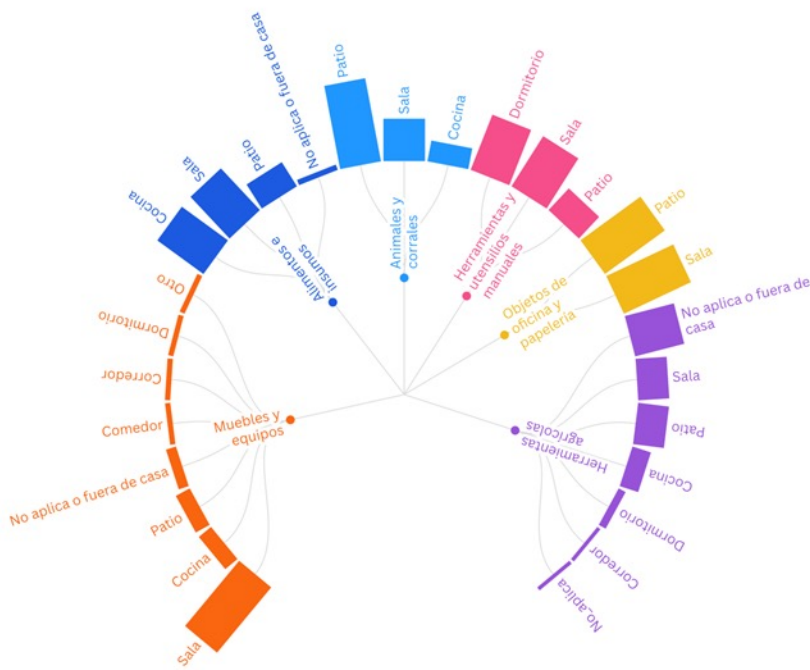 Sala
Cocina
Patio
No aplica o fuera de casa
Comedor
Corredor
Dormitorio
Otro
Muebles y
equipos
Cocina
Sala
Patio
No aplica o fuera de casa
Alimentos e
insumos
Patio
Sala
Cocina
Animales y
corrales
Dormitorio
Sala
Patio
Herramientas y
utensilios
manuales
Patio
Sala
Objetos de
oficina y
papelería
No aplica o fuera de
casa
Sala
Patio
Cocina
Dormitorio
Corredor
No_aplica
Herramientas
agrícolas